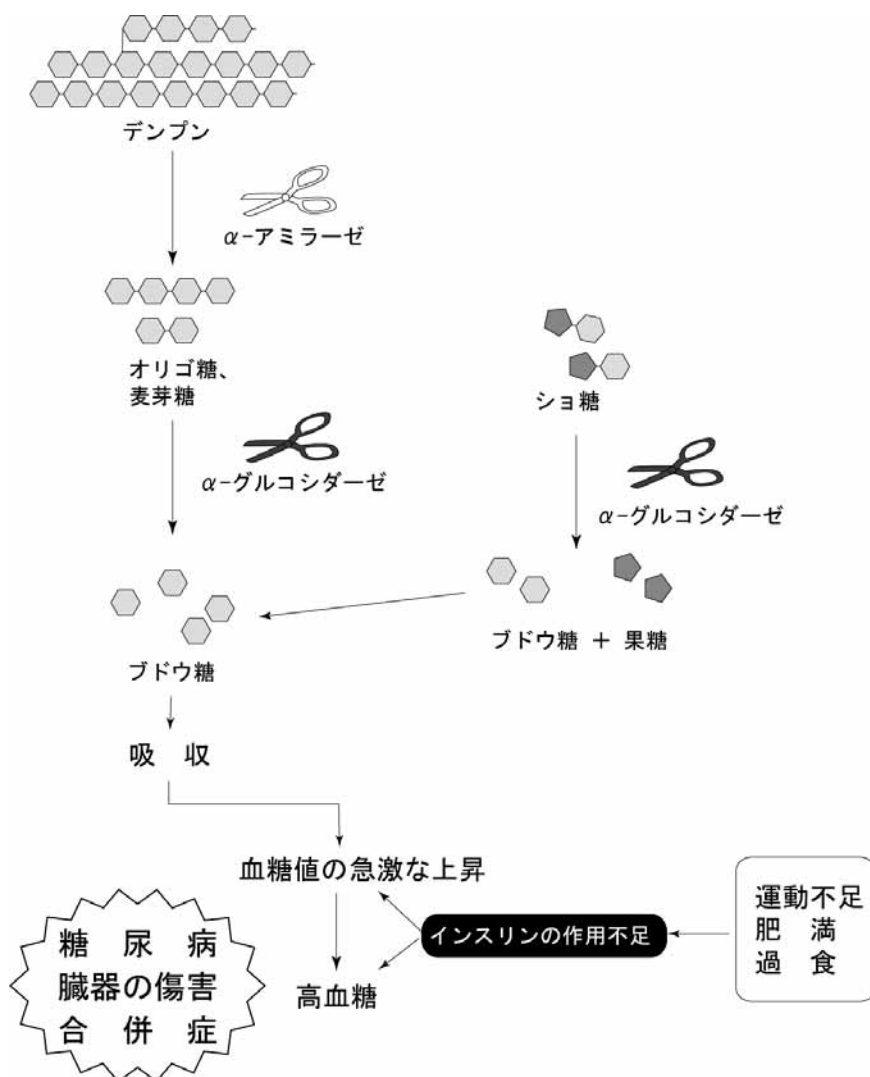 デンプン
α-アミラーゼ
オリゴ糖、
麦芽糖
ショ糖
α-グルコシダーゼ
α-グルコシダーゼ
ブドウ糖 + 果糖
ブドウ糖
吸 収
血糖値の急激な上昇
運動不足
肥 満
過 食
インスリンの作用不足
高血糖
糖 尿 病
臓器の傷害
合 併 症